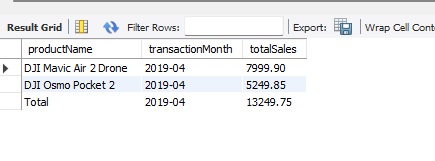 Result Grid Filter Rows: Export: Wrap Cell Conte
productName transactionMonth totalSales
DJI Mavic Air 2 Drone 2019-04 7999.90
DJI Osmo Pocket 2 2019-04 5249.85
Total 2019-04 13249.75